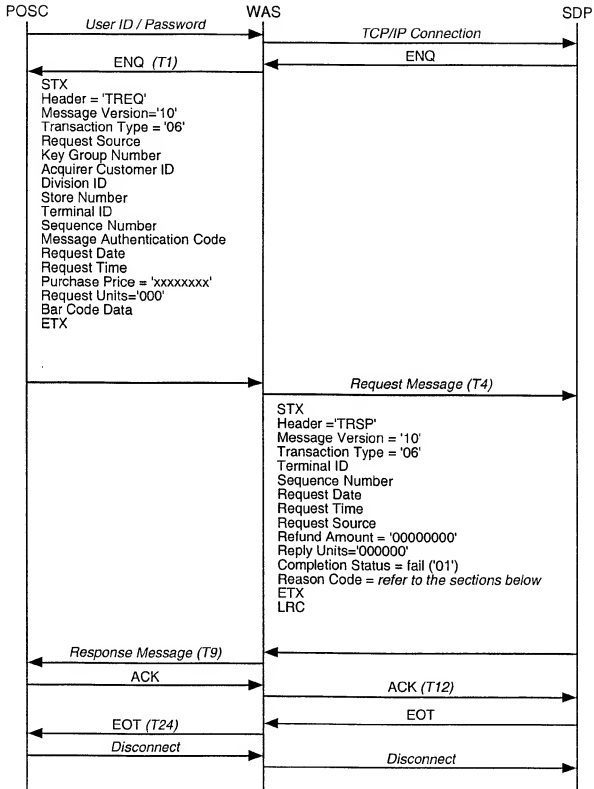 POSC WAS SDP
User ID / Password
TCP/IP Connection
ENQ (T1)
ENQ
STX
Header = 'TREQ'
Message Version='10'
Transaction Type = '06'
Request Source
Key Group Number
Acquirer Customer ID
Division ID
Store Number
Terminal ID
Sequence Number
Message Authentication Code
Request Date
Request Time
Purchase Price = 'xxxxxxxx'
Request Units='000'
Bar Code Data
ETX
Request Message (T4)
STX
Header ='TRSP'
Message Version = '10'
Transaction Type = '06'
Terminal ID
Sequence Number
Request Date
Request Time
Request Source
Refund Amount = '00000000'
Reply Units='000000'
Completion Status = fail ('01')
Reason Code = refer to the sections below
ETX
LRC
Response Message (T9)
ACK
ACK (T12)
EOT
EOT (T24)
Disconnect
Disconnect